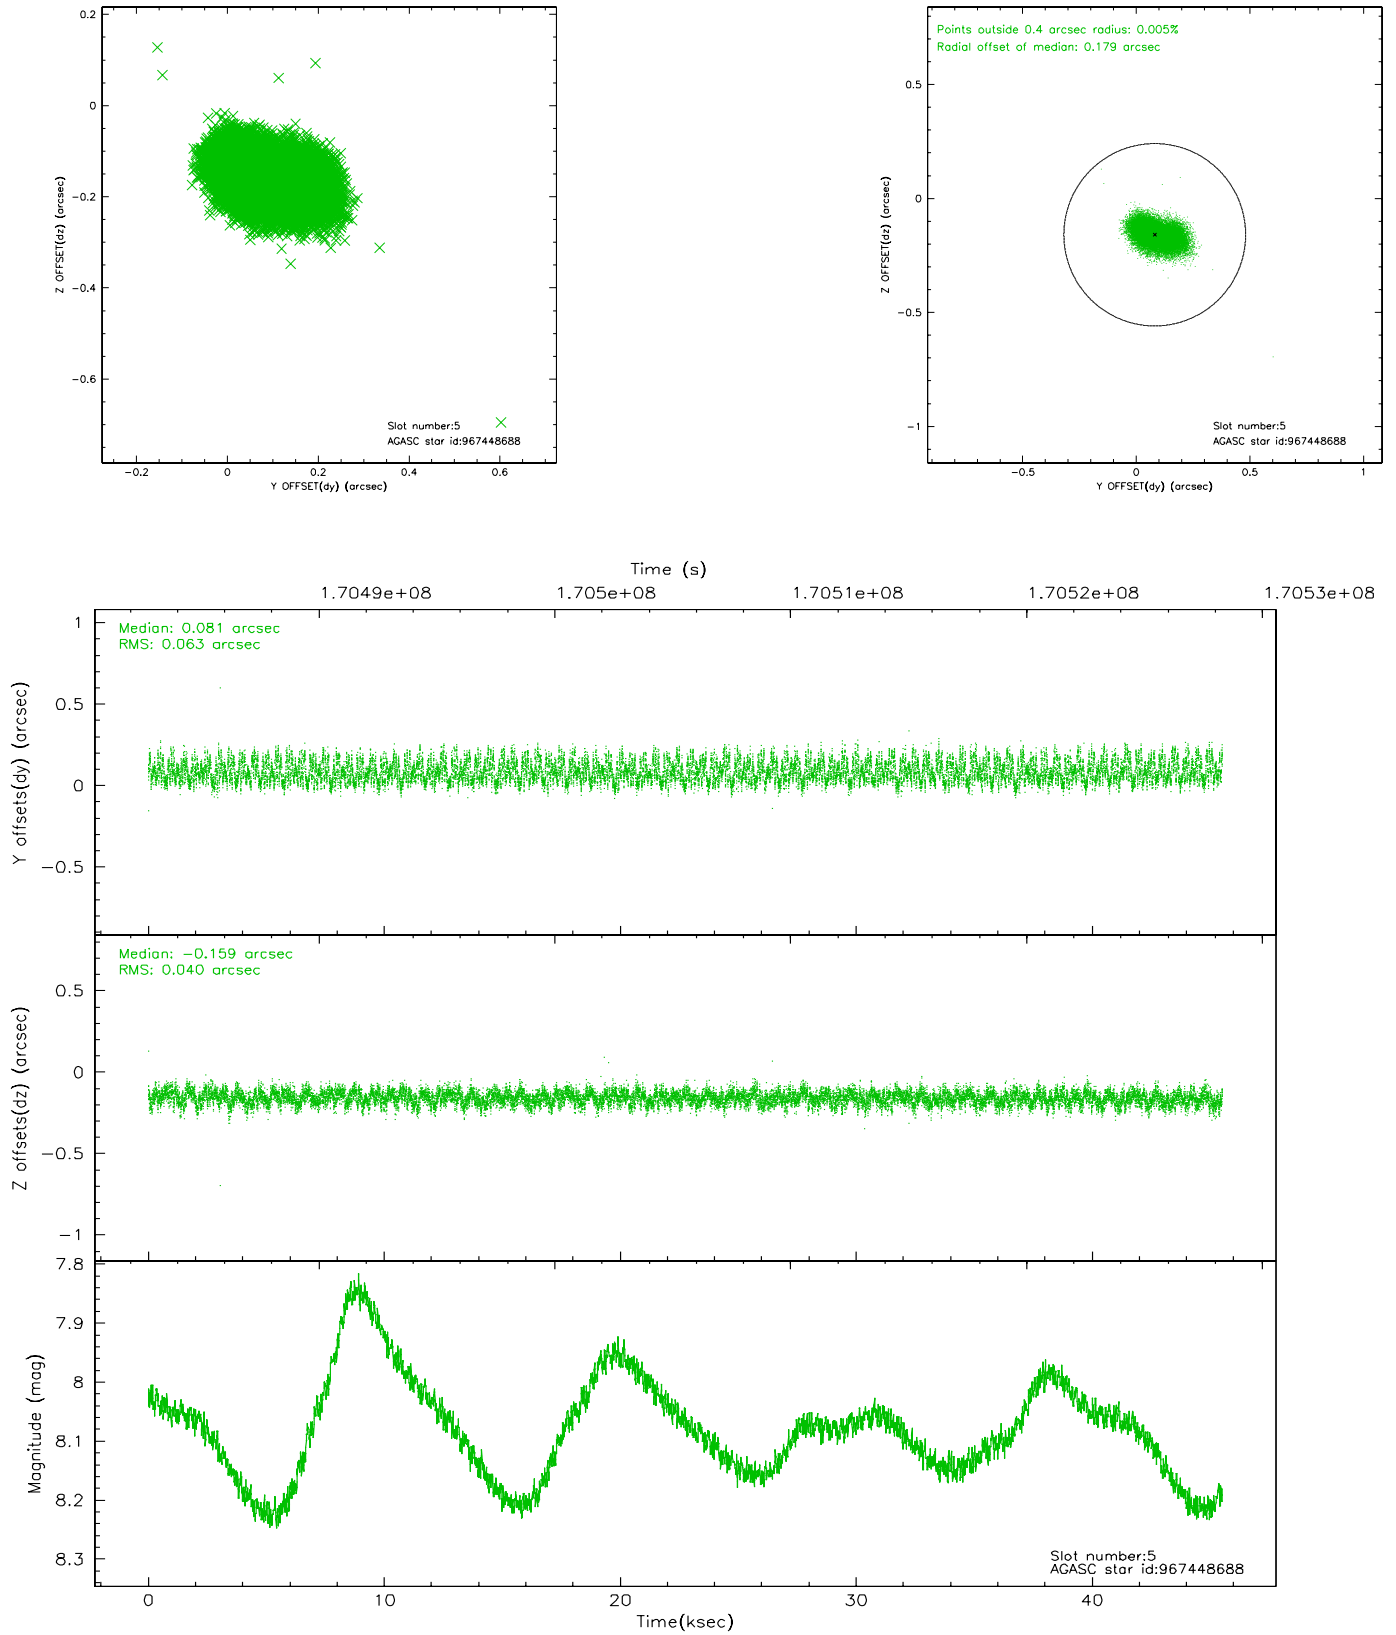 0.2
0
−0.2
−0.4
−0.6
Z OFFSET(dz) (arcsec)
Slot number:5
AGASC star id:967448688
−0.2
0
0.2
0.4
0.6
Y OFFSET(dy) (arcsec)
Points outside 0.4 arcsec radius: 0.005%
Radial offset of median: 0.179 arcsec
0.5
0
−0.5
−1
Z OFFSET(dz) (arcsec)
Slot number:5
AGASC star id:967448688
−0.5
0
0.5
1
Y OFFSET(dy) (arcsec)
Time (s)
1.7049e+08
1.705e+08
1.7051e+08
1.7052e+08
1.7053e+08
Median: 0.081 arcsec
RMS: 0.063 arcsec
1
0.5
0
−0.5
Y offsets(dy) (arcsec)
Median: −0.159 arcsec
RMS: 0.040 arcsec
0.5
0
−0.5
−1
Z offsets(dz) (arcsec)
7.8
7.9
8
8.1
8.2
8.3
Magnitude (mag)
Slot number:5
AGASC star id:967448688
0
10
20
30
40
Time(ksec)